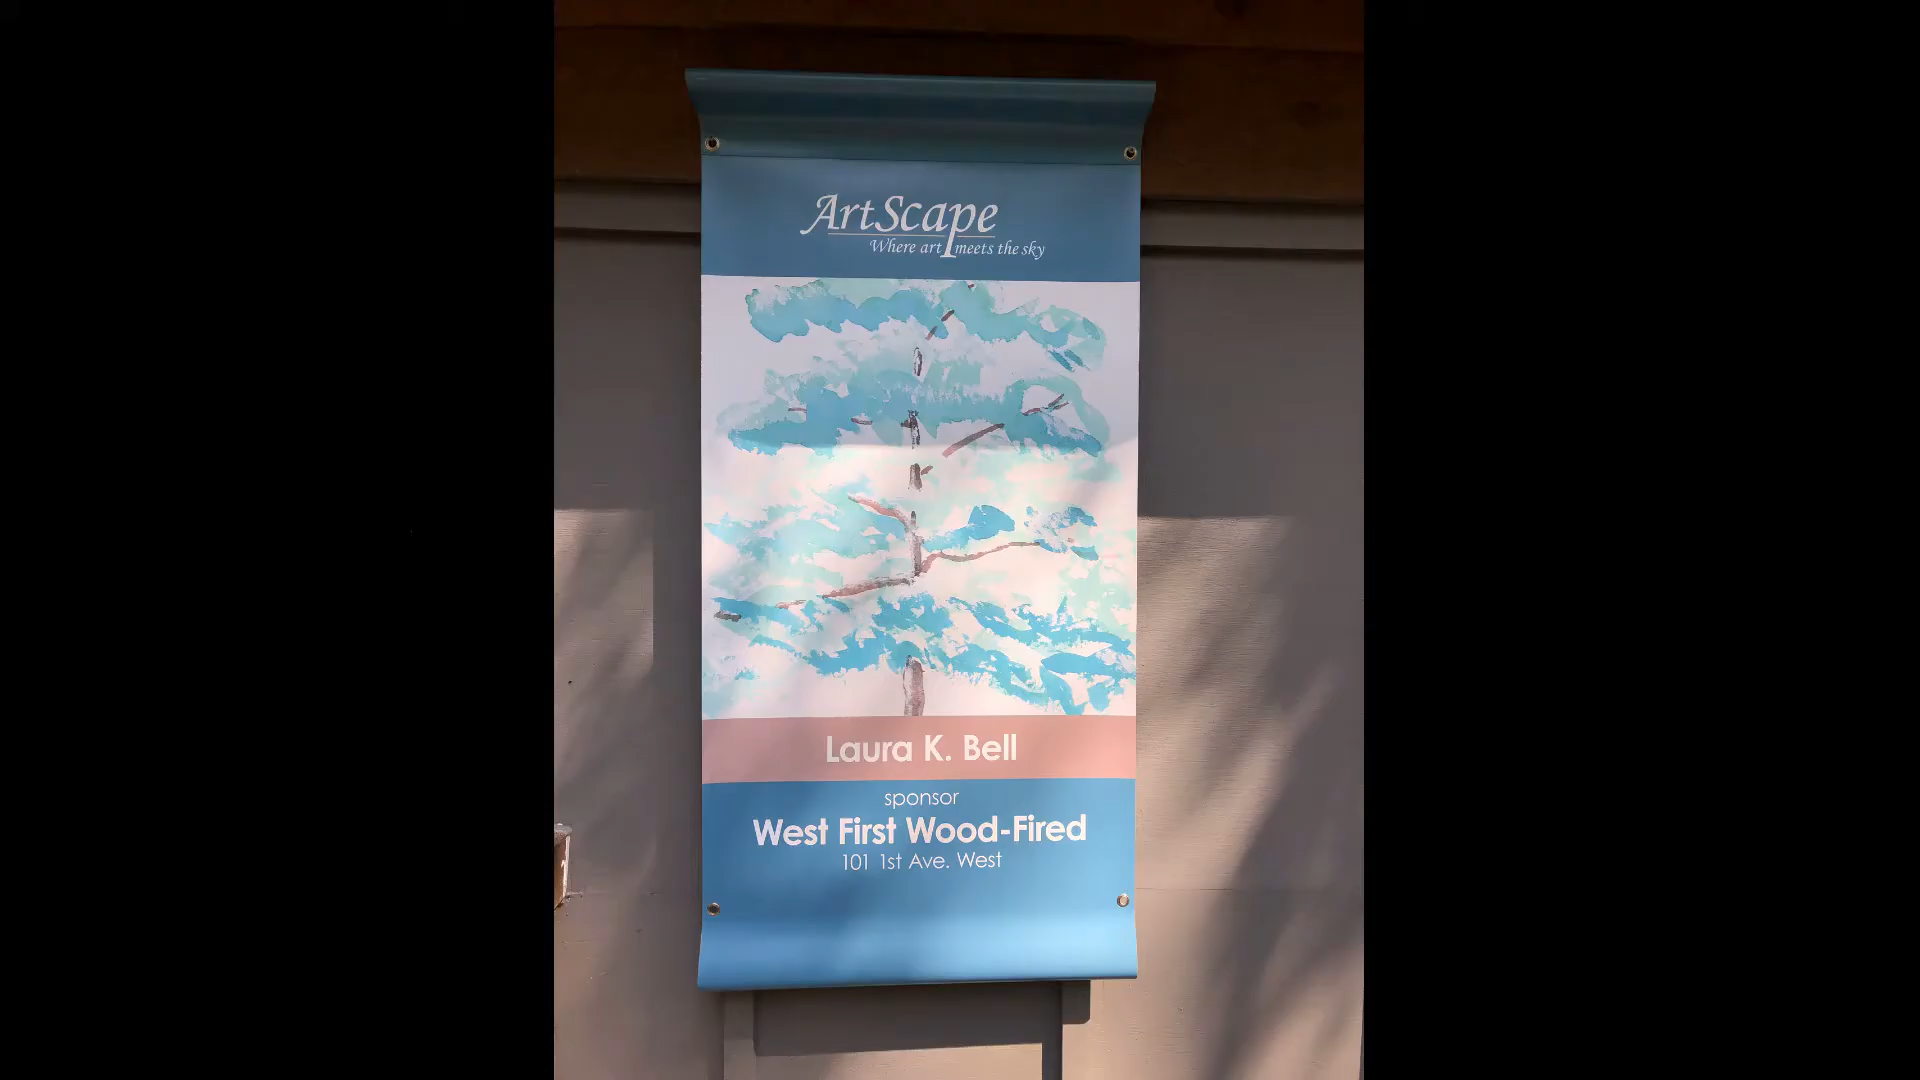 ArtScape
Where art meets the sky
Laura K. Bell
sponsor
West First Wood-Fired
101 1st Ave. West